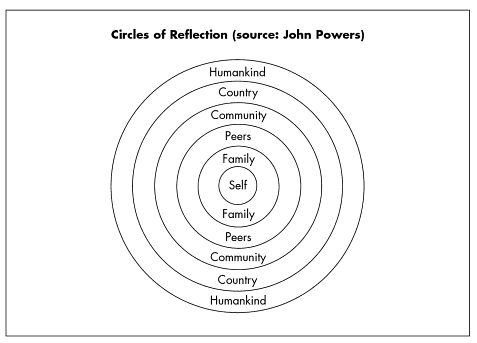 Circles of Reflection (source: John Powers)
Humankind
Country
Community
Peers
Family
Self
Family
Peers
Community
Country
Humankind